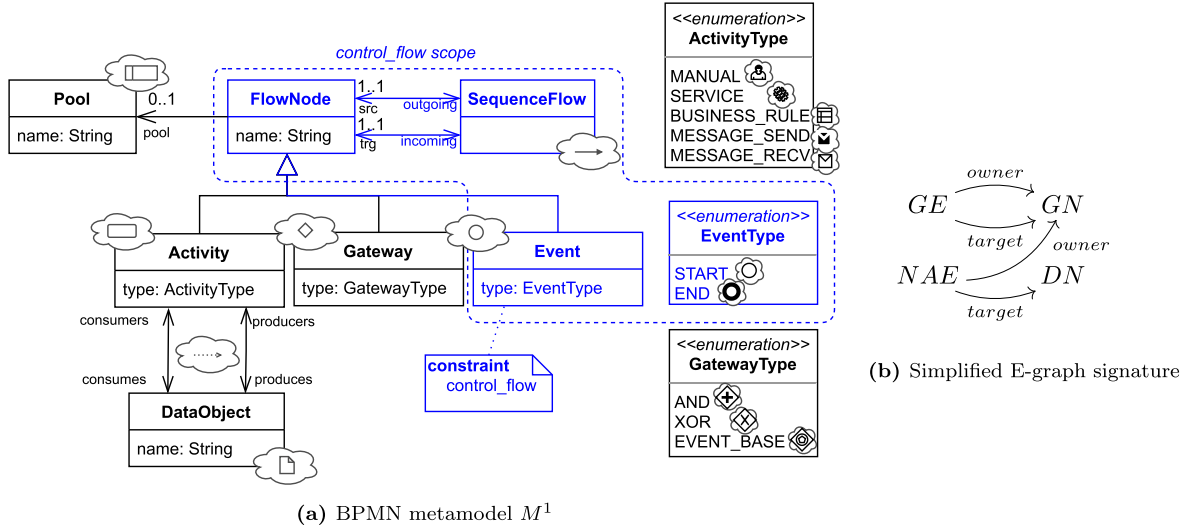 control_flow scope
Pool
name: String
0..1
pool
FlowNode
name: String
1..1
src
outgoing
1..1
trg
incoming
SequenceFlow
Activity
type: ActivityType
Gateway
type: GatewayType
Event
type: EventType
consumers
producers
consumes
produces
constraint
control_flow
DataObject
name: String
<<enumeration>>
ActivityType
MANUAL
SERVICE
BUSINESS_RULE
MESSAGE_SEND
MESSAGE_RECV
<<enumeration>>
EventType
START
END
<<enumeration>>
GatewayType
AND
XOR
EVENT_BASE
(a) BPMN metamodel M¹
owner
GE GN
target
owner
NAE DN
target
(b) Simplified E-graph signature